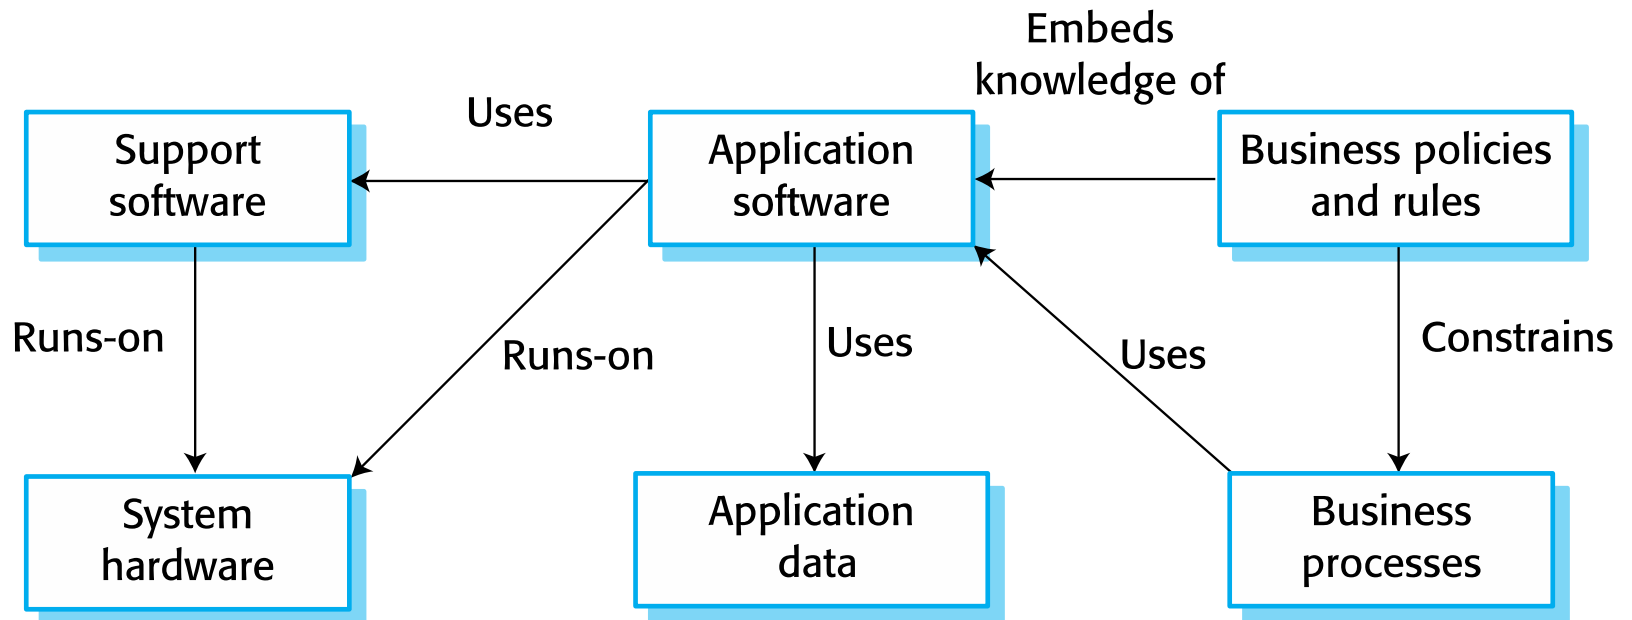 Embeds
knowledge of
Uses
Support
software
Application
software
Business policies
and rules
Runs-on
Runs-on
Uses
Uses
Constrains
System
hardware
Application
data
Business
processes